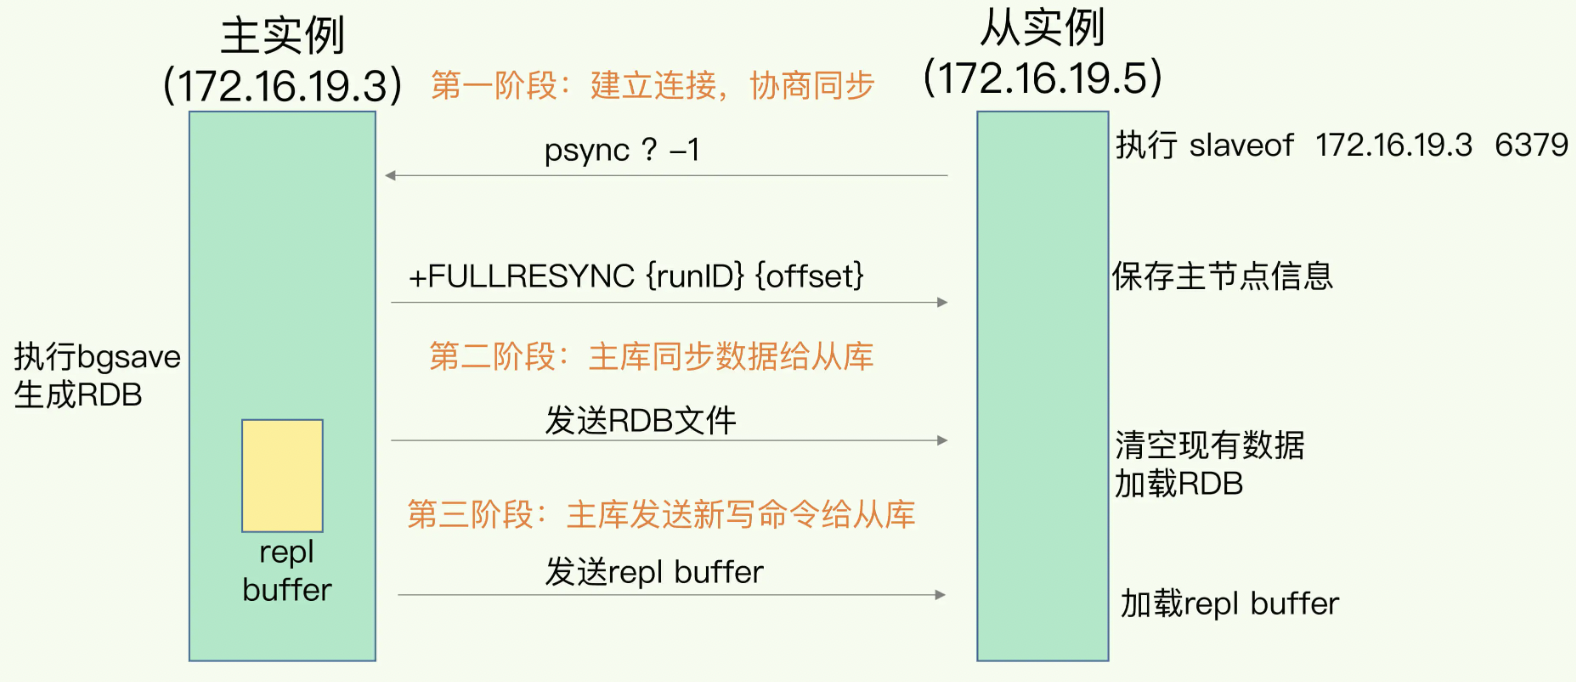 主实例
(172.16.19.3)
从实例
(172.16.19.5)
第一阶段：建立连接，协商同步
执行 slaveof 172.16.19.3 6379
psync ? -1
+FULLRESYNC {runID} {offset}
保存主节点信息
执行bgsave
生成RDB
第二阶段：主库同步数据给从库
发送RDB文件
清空现有数据
加载RDB
第三阶段：主库发送新写命令给从库
repl
buffer
发送repl buffer
加载repl buffer